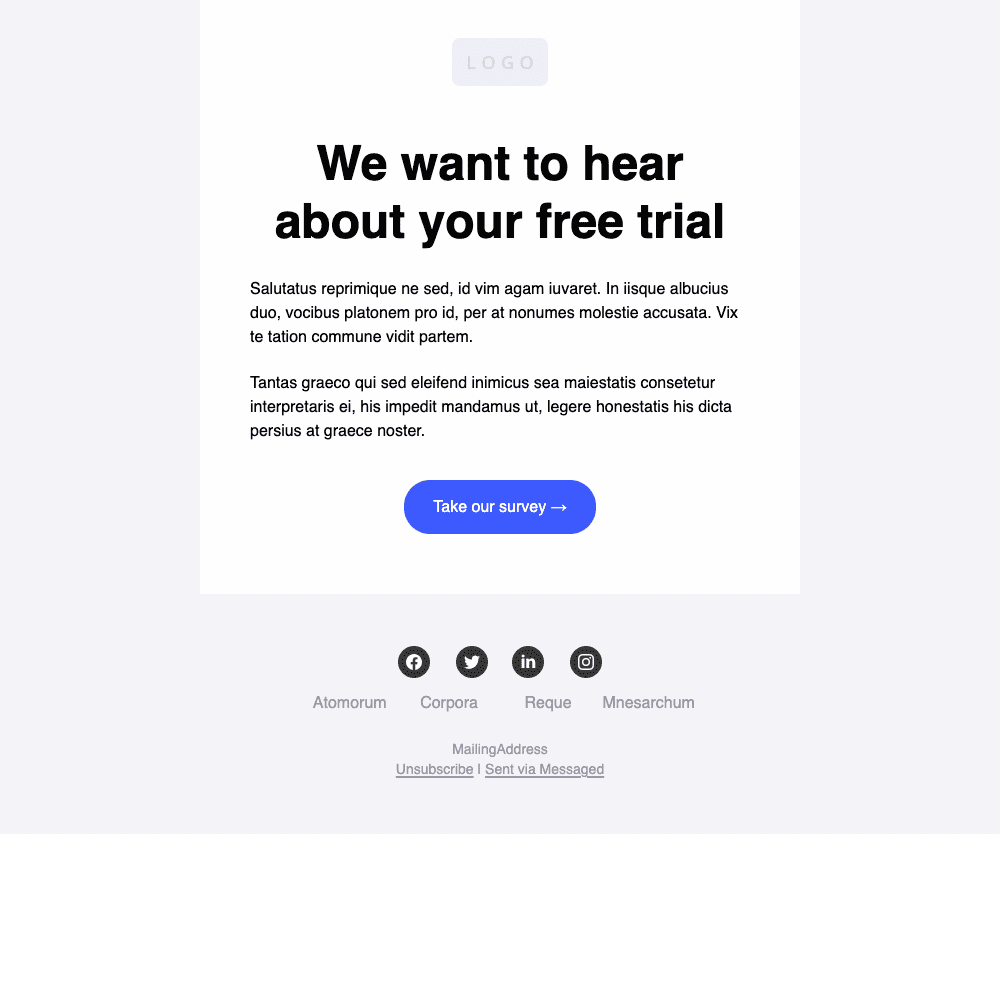 LOGO
We want to hear
about your free trial
Salutatus reprimique ne sed, id vim agam iuvaret. In iisque albucius
duo, vocibus platonem pro id, per at nonumes molestie accusata. Vix
te tation commune vidit partem.
Tantas graeco qui sed eleifend inimicus sea maiestatis consetetur
interpretaris ei, his impedit mandamus ut, legere honestatis his dicta
persius at graece noster.
Take our survey →
in
Atomorum Corpora Reque Mnesarchum
MailingAddress
Unsubscribe | Sent via Messaged